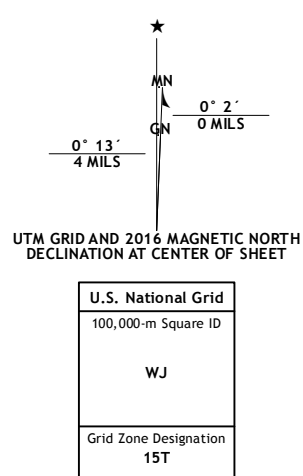 ★
MN
0° 2´
0 MILS
GN
0° 13´
4 MILS
UTM GRID AND 2016 MAGNETIC NORTH
DECLINATION AT CENTER OF SHEET
U.S. National Grid
100,000-m Square ID
WJ
Grid Zone Designation
15T